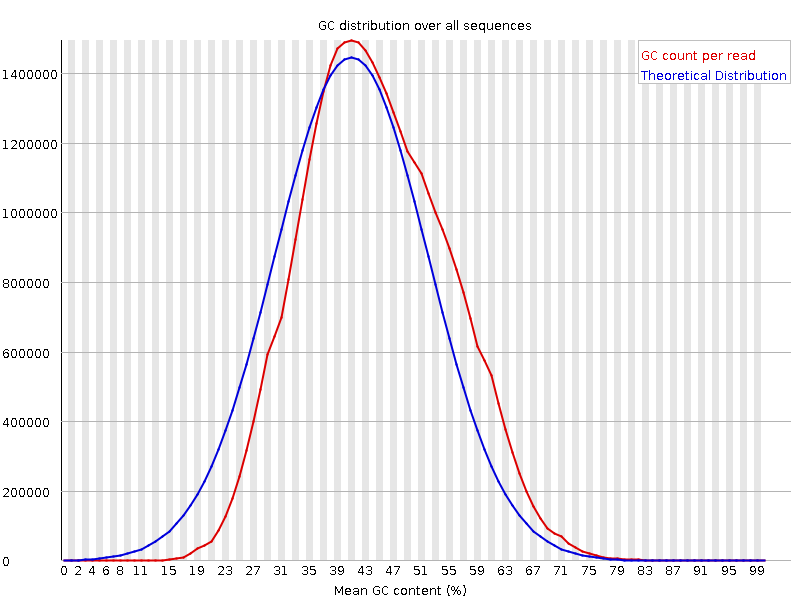 GC distribution over all sequences
GC count per read
Theoretical Distribution
1400000
1200000
1000000
800000
600000
400000
200000
0
0 2 4 6 8 11 15 19 23 27 31 35 39 43 47 51 55 59 63 67 71 75 79 83 87 91 95 99
Mean GC content (%)